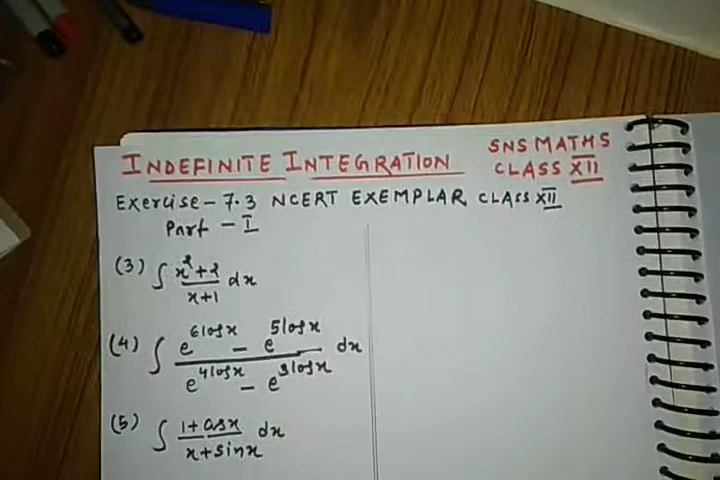 INDEFINITE INTEGRATION
SNS MATHS
CLASS XII
Exercise - 7.3 NCERT EXEMPLAR CLASS XII
Part - I
(3) ∫ (x²+2)/(x+1) dx
(4) ∫ (e^(6logx) - e^(5logx))/(e^(4logx) - e^(3logx)) dx
(5) ∫ (1+cosx)/(x+sinx) dx